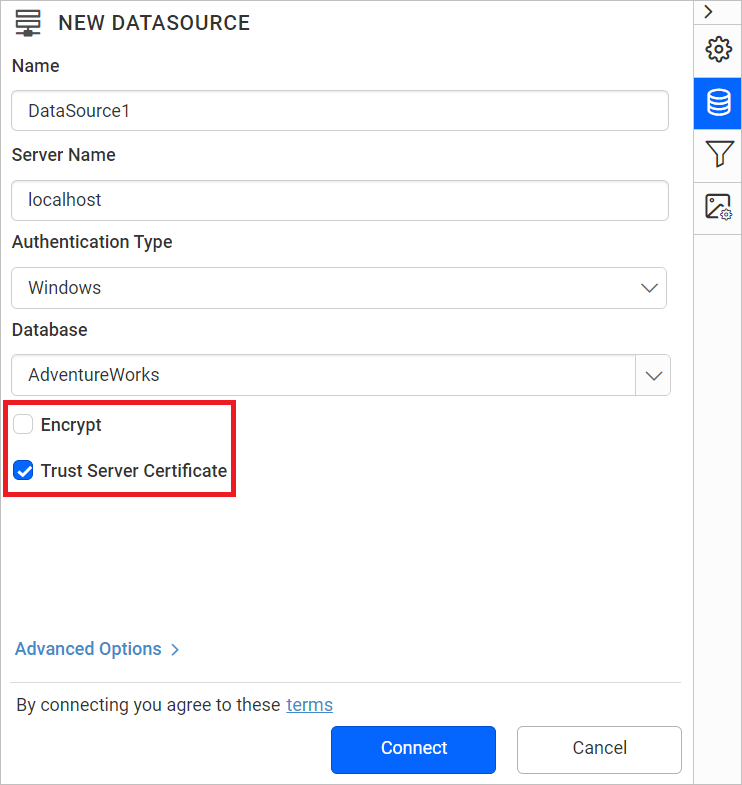 NEW DATASOURCE
Name
DataSource1
Server Name
localhost
Authentication Type
Windows
Database
AdventureWorks
Encrypt
Trust Server Certificate
Advanced Options
By connecting you agree to these terms
Connect Cancel